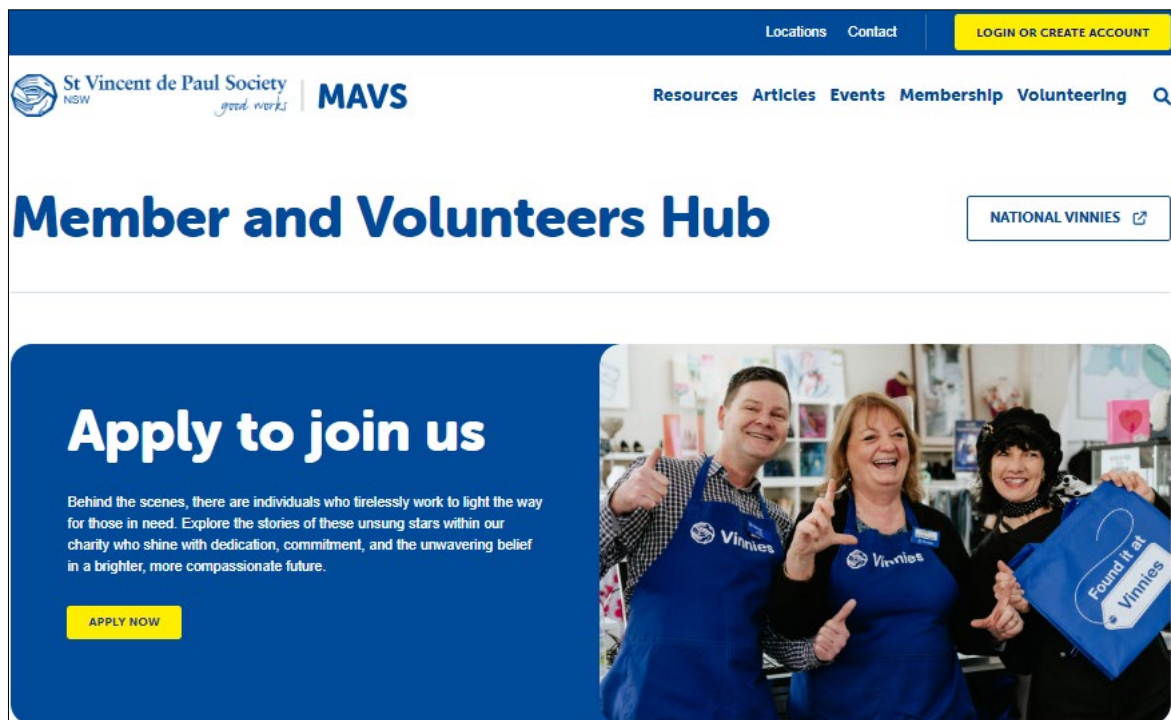 Locations Contact LOGIN OR CREATE ACCOUNT
St Vincent de Paul Society
NSW good works
MAVS
Resources Articles Events Membership Volunteering
Member and Volunteers Hub
NATIONAL VINNIES
Apply to join us
Behind the scenes, there are individuals who tirelessly work to light the way
for those in need. Explore the stories of these unsung stars within our
charity who shine with dedication, commitment, and the unwavering belief
in a brighter, more compassionate future.
APPLY NOW
Vinnies
Vinnies
Found it at
Vinnies